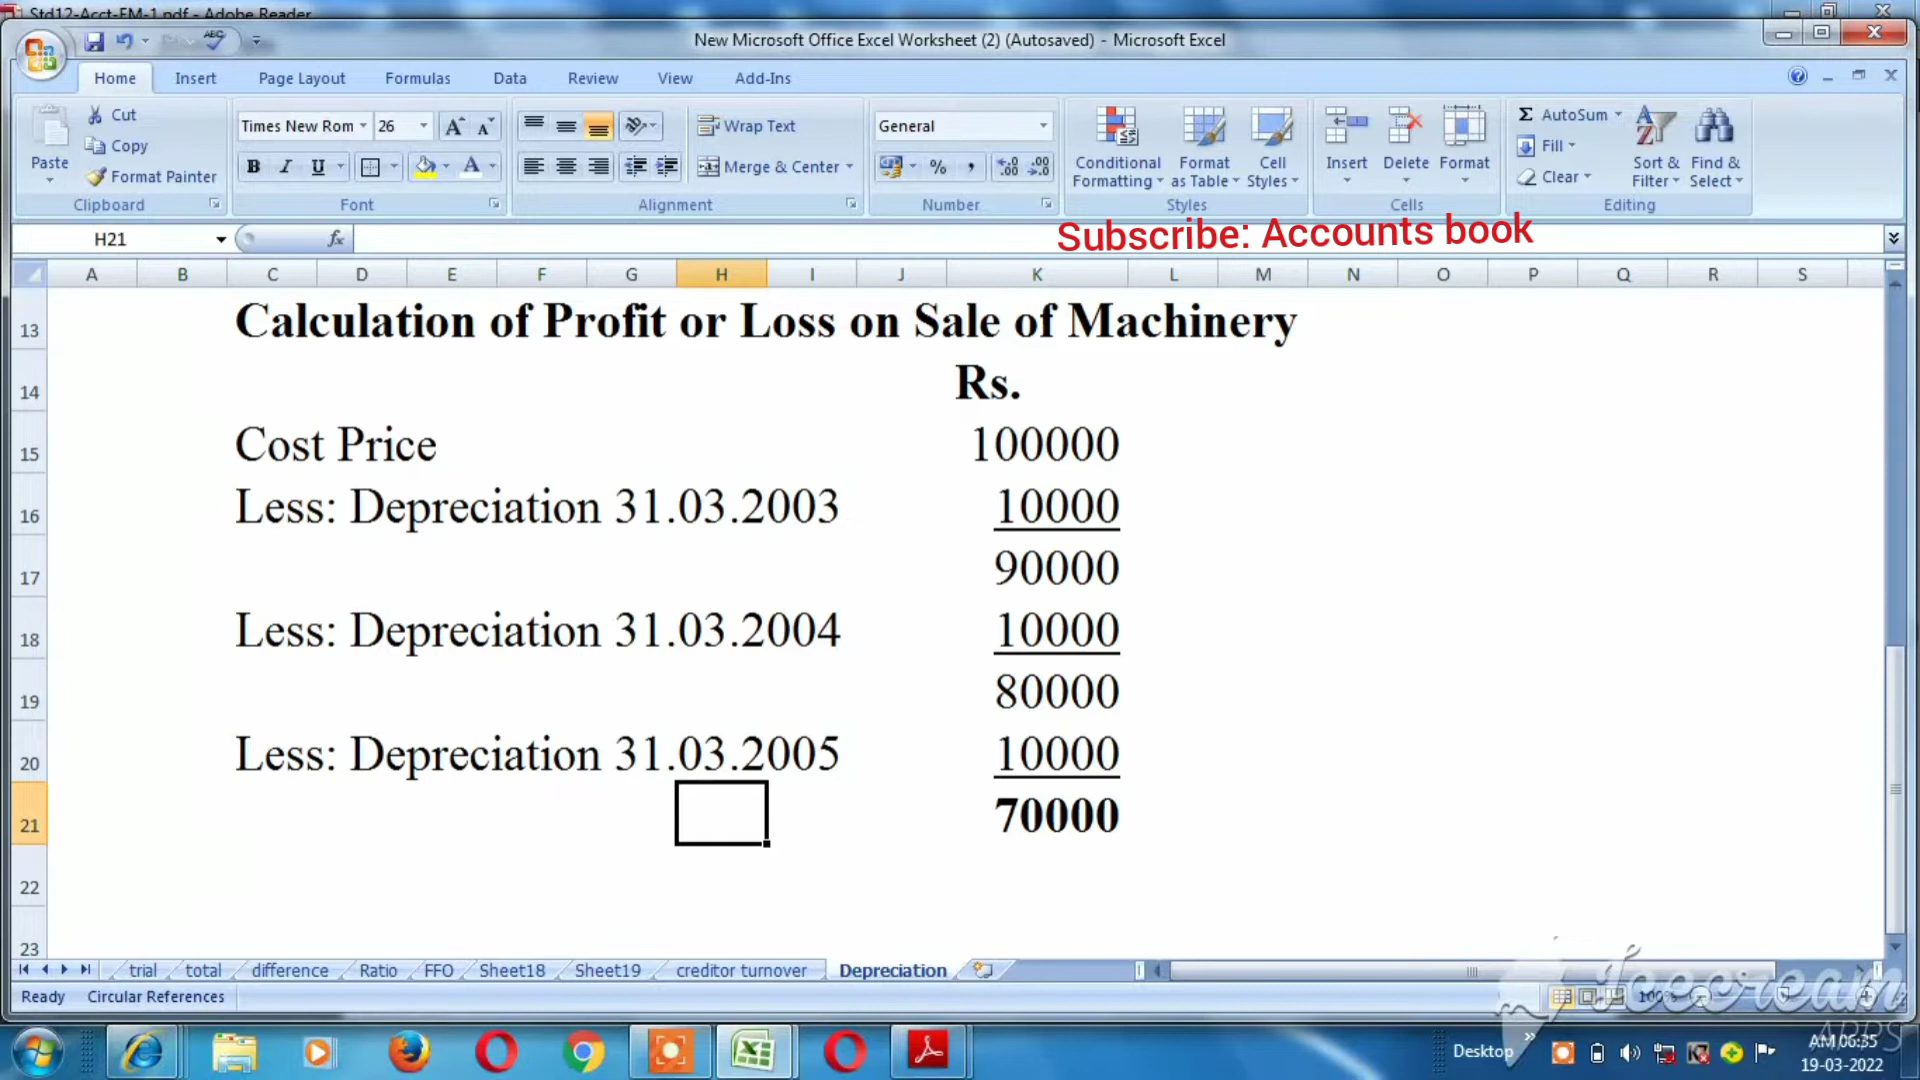 Std12-Acct-EM-1.pdf - Adobe Reader
New Microsoft Office Excel Worksheet (2) (Autosaved) - Microsoft Excel
Home Insert Page Layout Formulas Data Review View Add-Ins
Paste
Cut
Copy
Format Painter
Clipboard
Times New Rom 26
B I U
Font
Wrap Text
Merge & Center
Alignment
General
Number
Conditional Formatting
Format as Table
Cell Styles
Styles
Insert Delete Format
Cells
Σ AutoSum
Fill
Clear
Sort & Filter
Find & Select
Editing
H21 fx
Subscribe: Accounts book
A B C D E F G H I J K L M N O P Q R S
13 Calculation of Profit or Loss on Sale of Machinery
14 Rs.
15 Cost Price 100000
16 Less: Depreciation 31.03.2003 10000
17 90000
18 Less: Depreciation 31.03.2004 10000
19 80000
20 Less: Depreciation 31.03.2005 10000
21 70000
22
23
trial total difference Ratio FFO Sheet18 Sheet19 creditor turnover Depreciation
Ready Circular References 100%
Icecream
APPS
Desktop
AM 06:35
19-03-2022